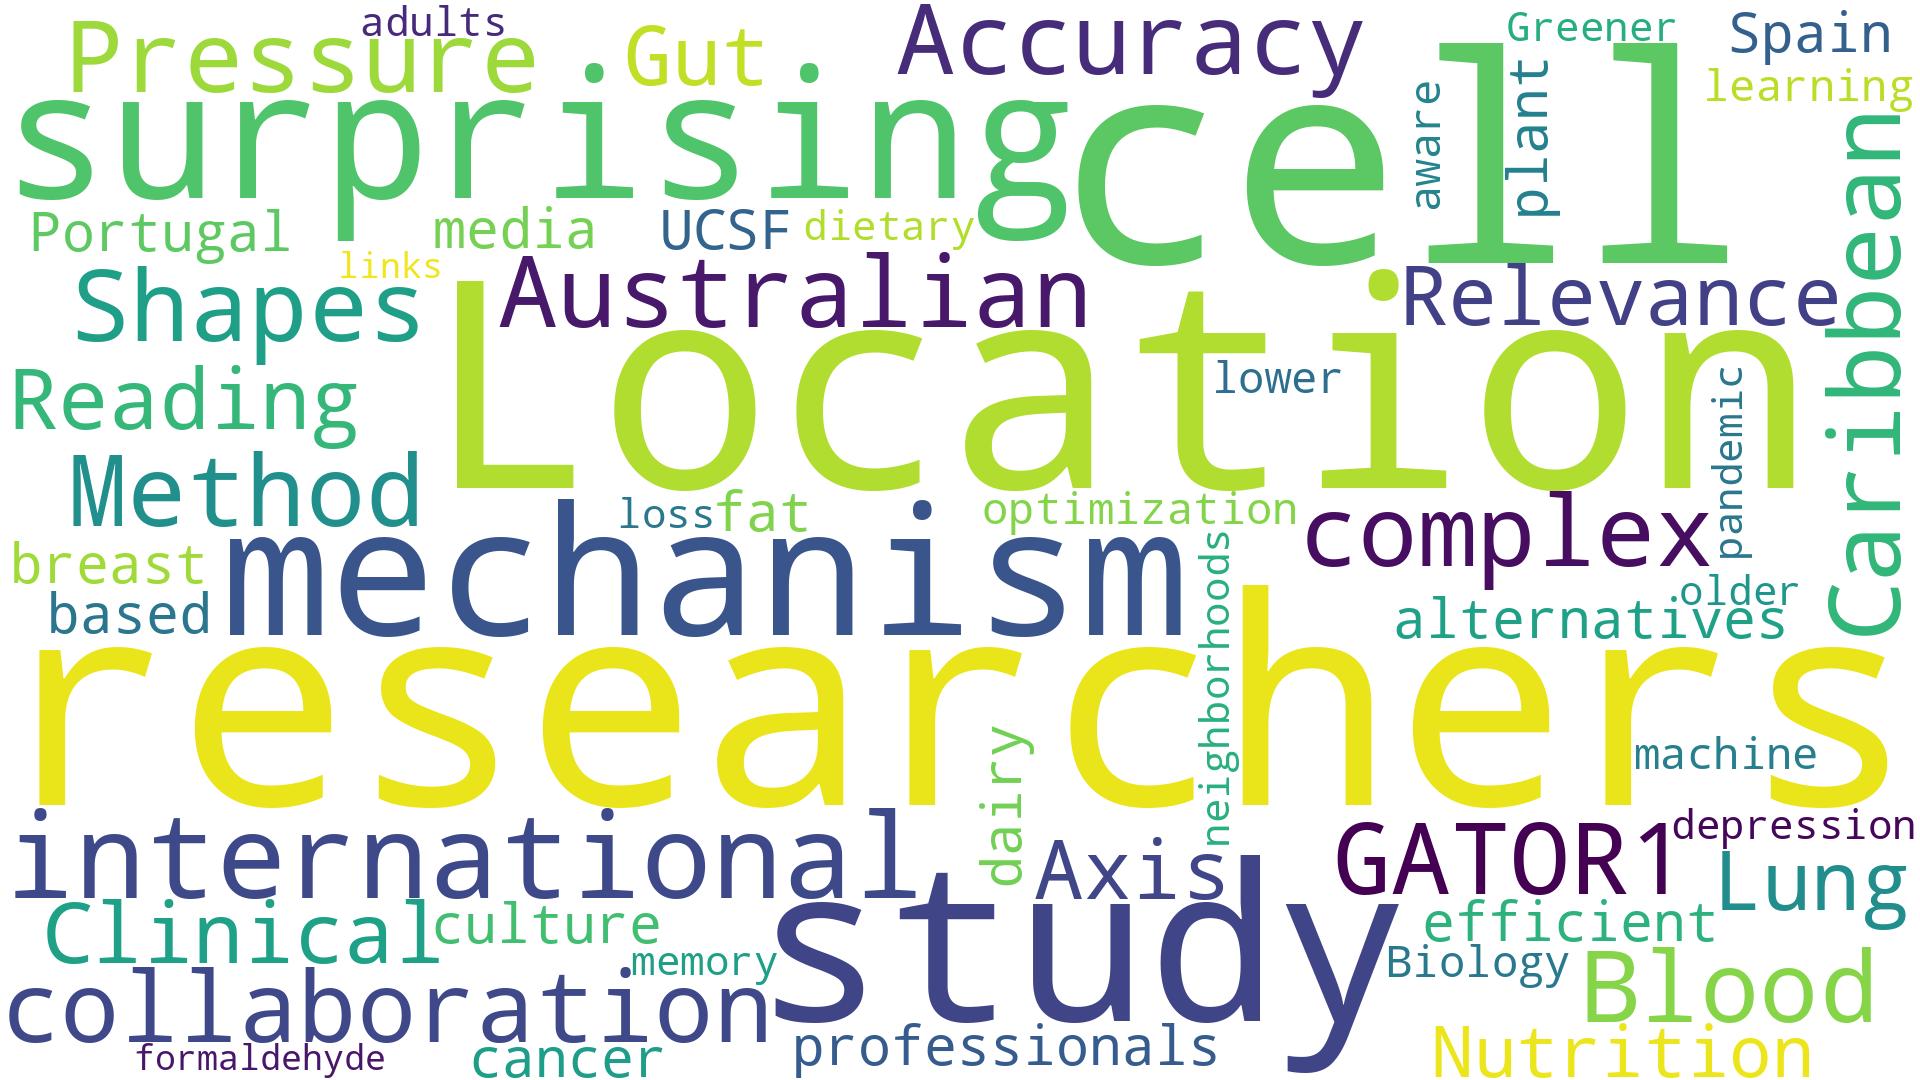 adults
Pressure
Gut
Accuracy
Greener
Spain
learning
surprising
cell
aware
plant
Caribbean
Portugal
media
UCSF
dietary
links
Shapes
Australian
Relevance
Location
lower
Reading
pandemic
Method
loss
fat
optimization
complex
mechanism
breast
based
neighborhoods
older
alternatives
researchers
machine
dairy
international
Axis
GATOR1
depression
Lung
Clinical
culture
study
efficient
memory
Biology
Blood
collaboration
professionals
Nutrition
formaldehyde
cancer